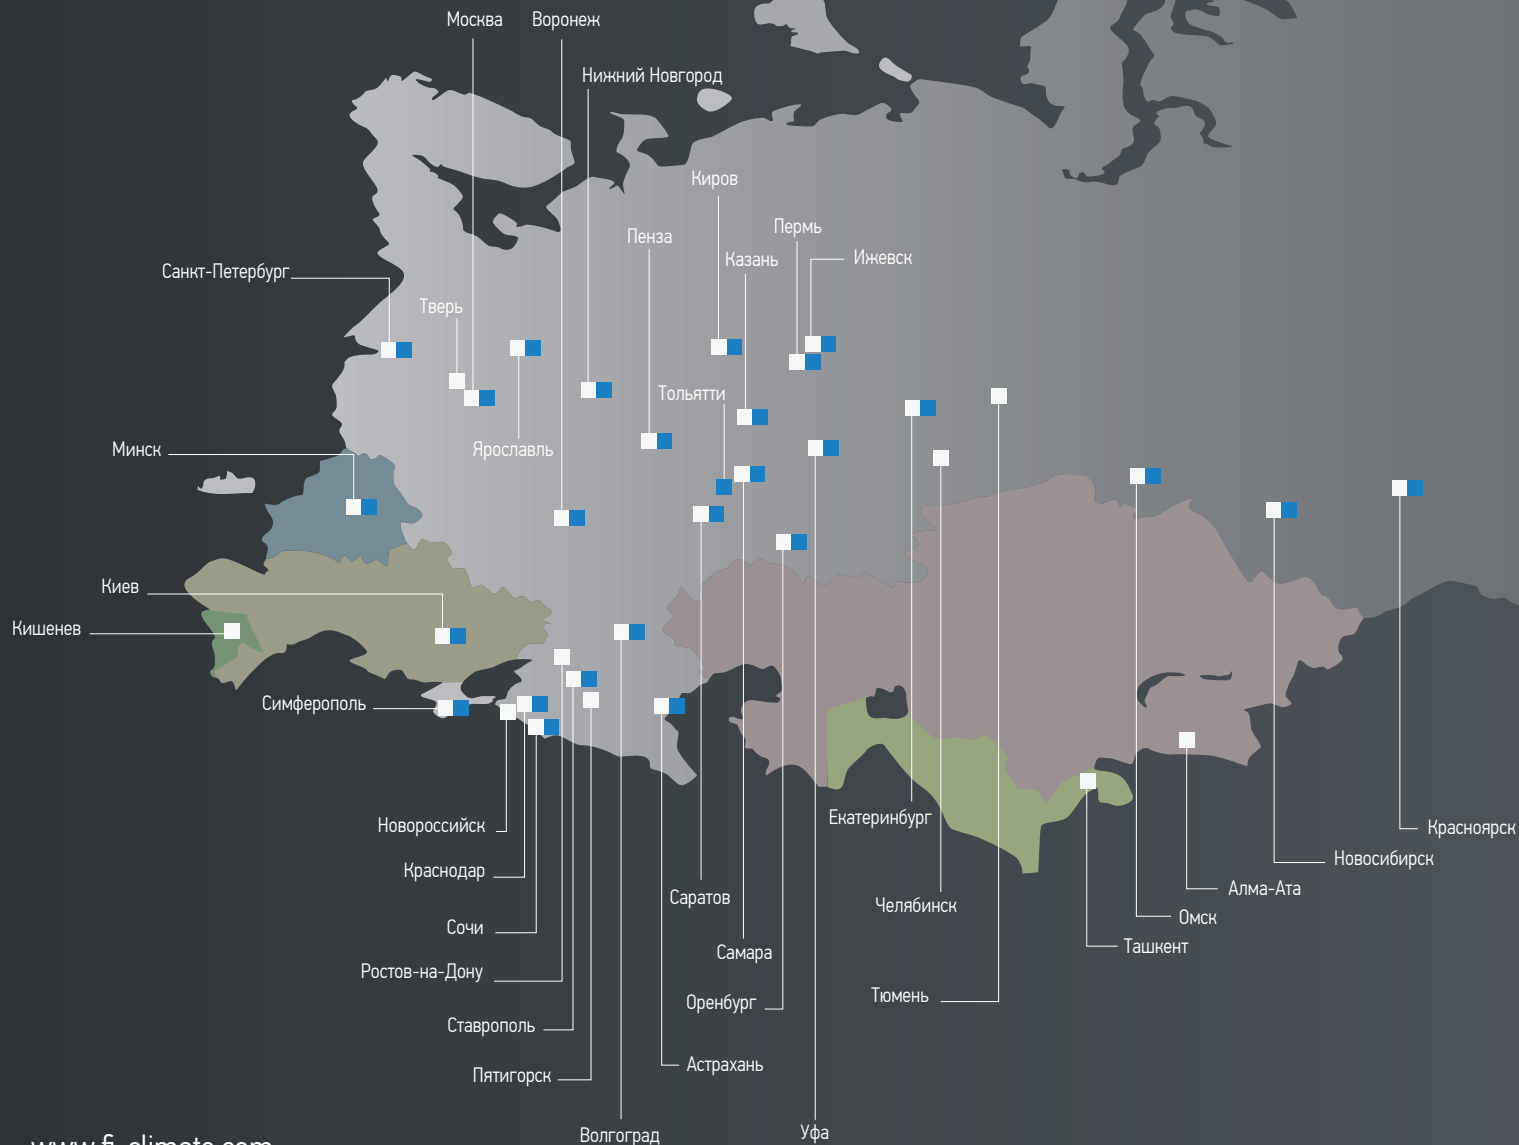 Москва
Воронеж
Нижний Новгород
Киров
Пермь
Пенза
Казань
Ижевск
Санкт-Петербург
Тверь
Тольятти
Минск
Ярославль
Киев
Кишенев
Симферополь
Новороссийск
Екатеринбург
Красноярск
Новосибирск
Краснодар
Алма-Ата
Саратов
Челябинск
Омск
Сочи
Ташкент
Самара
Ростов-на-Дону
Тюмень
Оренбург
Ставрополь
Астрахань
Пятигорск
Уфа
Волгоград